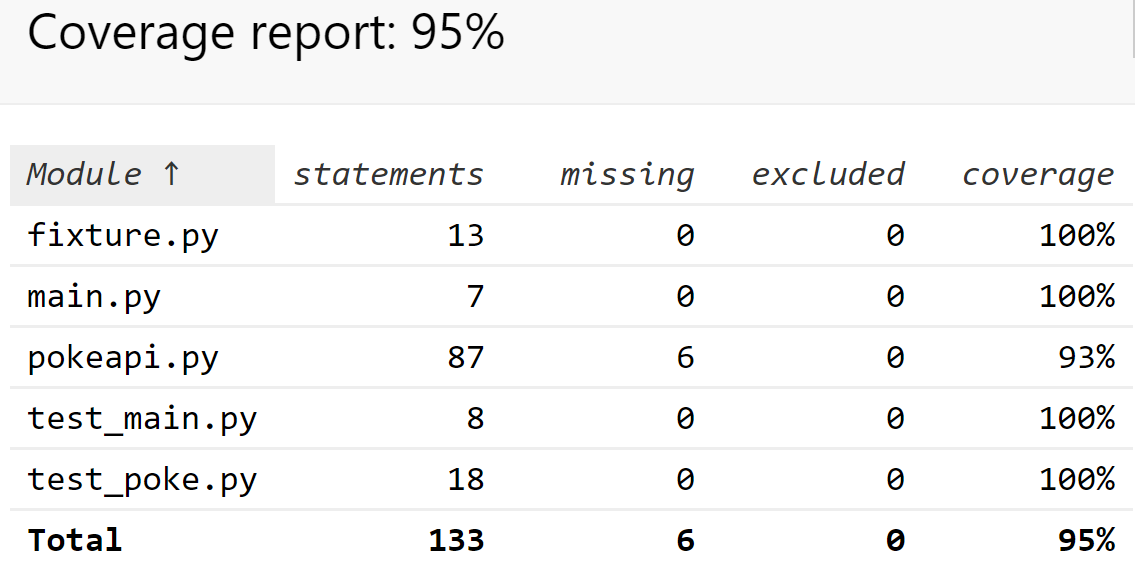 Coverage report: 95%
Module ↑ statements missing excluded coverage
fixture.py 13 0 0 100%
main.py 7 0 0 100%
pokeapi.py 87 6 0 93%
test_main.py 8 0 0 100%
test_poke.py 18 0 0 100%
Total 133 6 0 95%